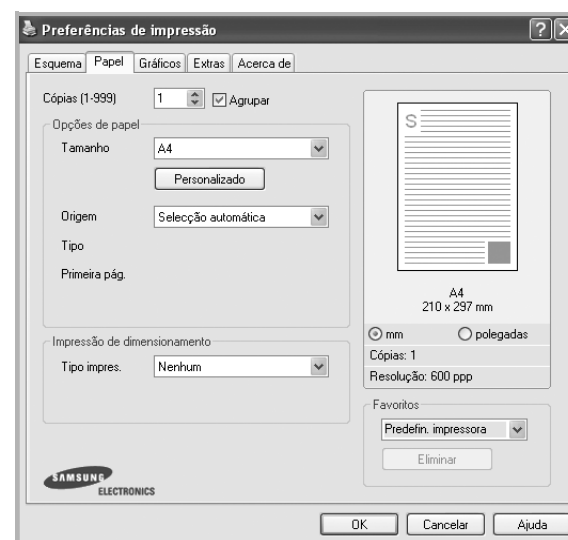 Preferências de impressão
Esquema Papel Gráficos Extras Acerca de
Cópias (1-999) 1 Agrupar
Opções de papel
Tamanho A4
Personalizado
Origem Selecção automática
Tipo
Primeira pág.
Impressão de dimensionamento
Tipo impres. Nenhum
SAMSUNG
ELECTRONICS
S
A4
210 x 297 mm
mm polegadas
Cópias: 1
Resolução: 600 ppp
Favoritos
Predefin. impressora
Eliminar
OK Cancelar Ajuda